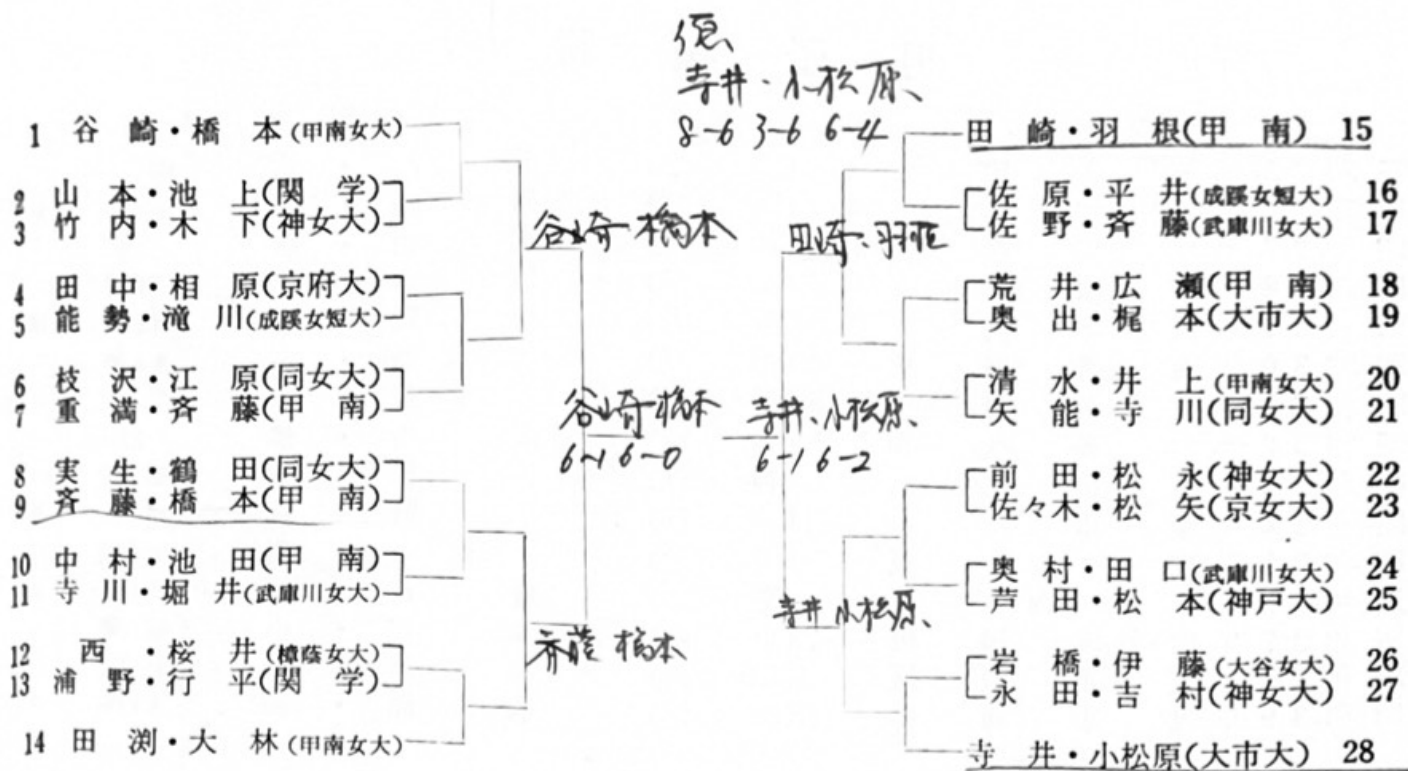 優
寺井・小松原
8-6 3-6 6-4
1 谷崎・橋本(甲南女大)
2 山本・池上(関学)
3 竹内・木下(神女大)
4 田中・相原(京府大)
5 能勢・滝川(成蹊女短大)
6 枝沢・江原(同女大)
7 重満・斉藤(甲南)
8 実生・鶴田(同女大)
9 斉藤・橋本(甲南)
10 中村・池田(甲南)
11 寺川・堀井(武庫川女大)
12 西・桜井(樟蔭女大)
13 浦野・行平(関学)
14 田渕・大林(甲南女大)
谷崎 橋本
谷崎 橋本
6-1 6-0
斉藤 橋本
田崎・羽根
寺井・小松原
6-1 6-2
寺井 小松原
田崎・羽根(甲南) 15
佐原・平井(成蹊女短大) 16
佐野・斉藤(武庫川女大) 17
荒井・広瀬(甲南) 18
奥出・梶本(大市大) 19
清水・井上(甲南女大) 20
矢能・寺川(同女大) 21
前田・松永(神女大) 22
佐々木・松矢(京女大) 23
奥村・田口(武庫川女大) 24
芦田・松本(神戸大) 25
岩橋・伊藤(大谷女大) 26
永田・吉村(神女大) 27
寺井・小松原(大市大) 28